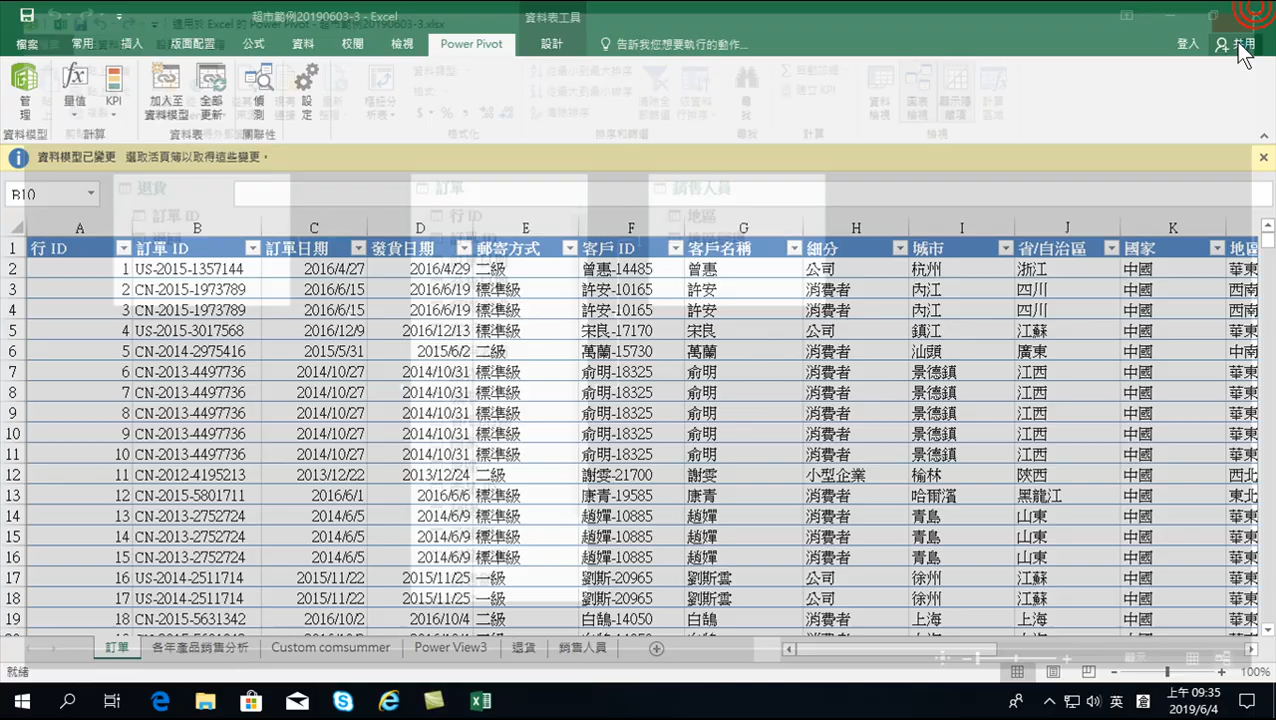 超市範例20190603-3.xlsx - Excel
資料表工具
適用於 Excel 的 Power Pivot - 超市範例20190603-3.xlsx
檔案 常用 插入 版面配置 公式 資料 校閱 檢視 Power Pivot 設計 告訴我您想要執行的動作... 登入 共用
管理 量值 KPI 加入至資料模型 全部更新 偵測 設定
資料模型 計算 資料表 關聯性
資料模型已變更 選取活頁簿以取得這些變更。
B10
退貨 訂單 銷售人員
訂單 ID 行 ID 地區
A B C D E F G H I J K
1 行 ID 訂單 ID 訂單日期 發貨日期 郵寄方式 客戶 ID 客戶名稱 細分 城市 省/自治區 國家 地區
2 1 US-2015-1357144 2016/4/27 2016/4/29 二級 曾惠-14485 曾惠 公司 杭州 浙江 中國 華東
3 2 CN-2015-1973789 2016/6/15 2016/6/19 標準級 許安-10165 許安 消費者 內江 四川 中國 西南
4 3 CN-2015-1973789 2016/6/15 2016/6/19 標準級 許安-10165 許安 消費者 內江 四川 中國 西南
5 4 US-2015-3017568 2016/12/9 2016/12/13 標準級 宋良-17170 宋良 公司 鎮江 江蘇 中國 華東
6 5 CN-2014-2975416 2015/5/31 2015/6/2 二級 萬蘭-15730 萬蘭 消費者 汕頭 廣東 中國 中南
7 6 CN-2013-4497736 2014/10/27 2014/10/31 標準級 俞明-18325 俞明 消費者 景德鎮 江西 中國 華東
8 7 CN-2013-4497736 2014/10/27 2014/10/31 標準級 俞明-18325 俞明 消費者 景德鎮 江西 中國 華東
9 8 CN-2013-4497736 2014/10/27 2014/10/31 標準級 俞明-18325 俞明 消費者 景德鎮 江西 中國 華東
10 9 CN-2013-4497736 2014/10/27 2014/10/31 標準級 俞明-18325 俞明 消費者 景德鎮 江西 中國 華東
11 10 CN-2013-4497736 2014/10/27 2014/10/31 標準級 俞明-18325 俞明 消費者 景德鎮 江西 中國 華東
12 11 CN-2012-4195213 2013/12/22 2013/12/24 二級 謝雯-21700 謝雯 小型企業 榆林 陝西 中國 西北
13 12 CN-2015-5801711 2016/6/1 2016/6/6 標準級 康青-19585 康青 消費者 哈爾濱 黑龍江 中國 東北
14 13 CN-2013-2752724 2014/6/5 2014/6/9 標準級 趙嬋-10885 趙嬋 消費者 青島 山東 中國 華東
15 14 CN-2013-2752724 2014/6/5 2014/6/9 標準級 趙嬋-10885 趙嬋 消費者 青島 山東 中國 華東
16 15 CN-2013-2752724 2014/6/5 2014/6/9 標準級 趙嬋-10885 趙嬋 消費者 青島 山東 中國 華東
17 16 US-2014-2511714 2015/11/22 2015/11/25 一級 劉斯-20965 劉斯雲 公司 徐州 江蘇 中國 華東
18 17 US-2014-2511714 2015/11/22 2015/11/25 一級 劉斯-20965 劉斯雲 公司 徐州 江蘇 中國 華東
19 18 CN-2015-5631342 2016/10/2 2016/10/4 二級 白鵠-14050 白鵠 消費者 上海 上海 中國 華東
訂單 各年產品銷售分析 Custom comsummer Power View3 退貨 銷售人員
就緒 100%
英 上午 09:35
2019/6/4